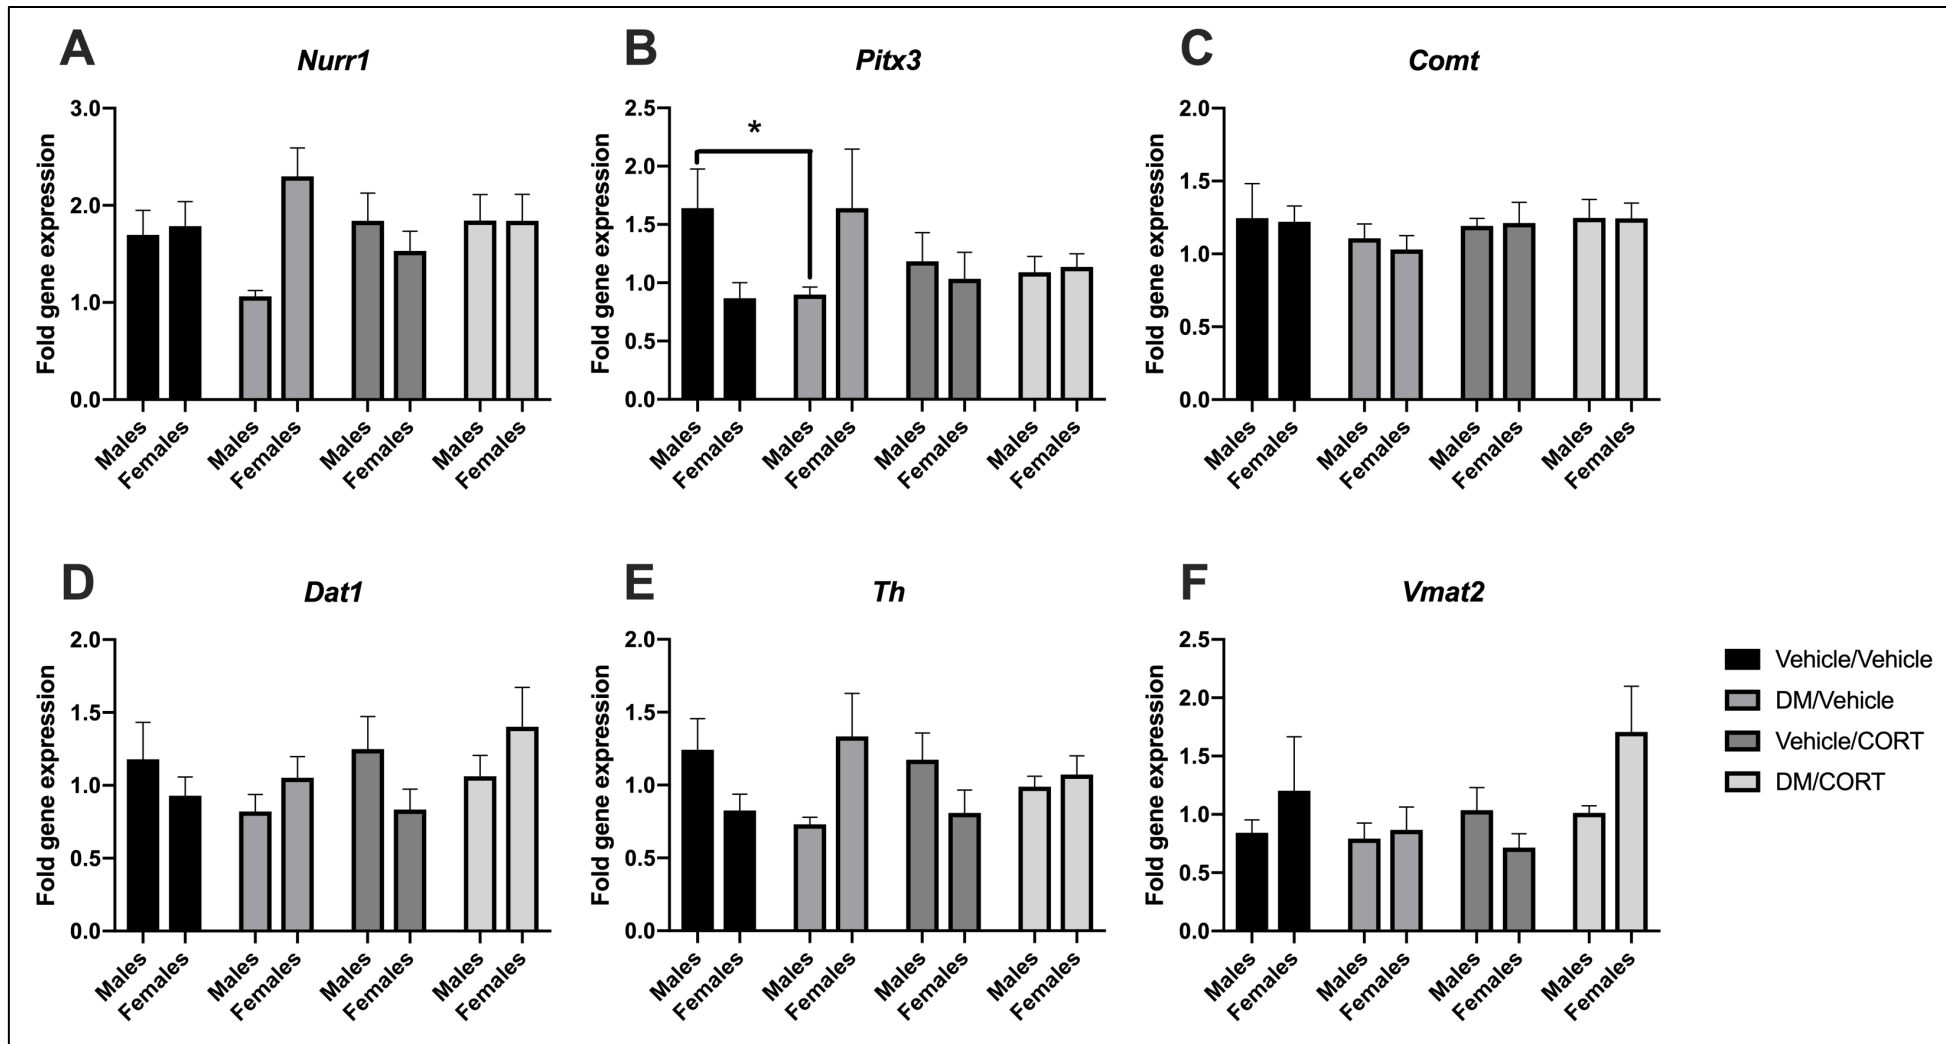 A
Nurr1
Fold gene expression
3.0
2.0
1.0
0.0
Males
Females
Males
Females
Males
Females
Males
Females
B
Pitx3
Fold gene expression
2.5
2.0
1.5
1.0
0.5
0.0
*
Males
Females
Males
Females
Males
Females
Males
Females
C
Comt
Fold gene expression
2.0
1.5
1.0
0.5
0.0
Males
Females
Males
Females
Males
Females
Males
Females
D
Dat1
Fold gene expression
2.0
1.5
1.0
0.5
0.0
Males
Females
Males
Females
Males
Females
Males
Females
E
Th
Fold gene expression
2.0
1.5
1.0
0.5
0.0
Males
Females
Males
Females
Males
Females
Males
Females
F
Vmat2
Fold gene expression
2.5
2.0
1.5
1.0
0.5
0.0
Males
Females
Males
Females
Males
Females
Males
Females
Vehicle/Vehicle
DM/Vehicle
Vehicle/CORT
DM/CORT